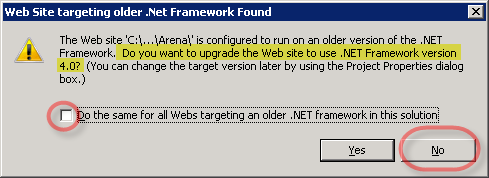 Web Site targeting older .Net Framework Found
The Web site 'C:\...\Arena\' is configured to run on an older version of the .NET
Framework. Do you want to upgrade the Web site to use .NET Framework version
4.0? (You can change the target version later by using the Project Properties dialog
box.)
Do the same for all Webs targeting an older .NET framework in this solution
Yes
No